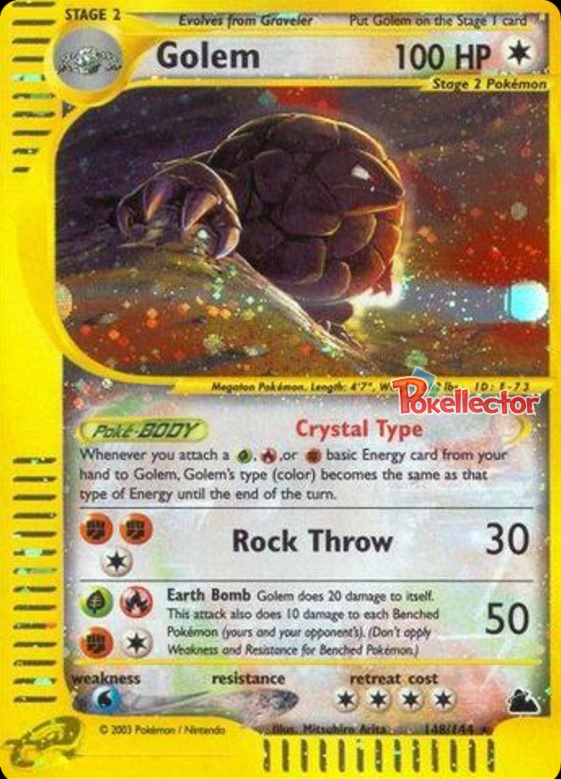 STAGE 2
Evolves from Graveler
Put Golem on the Stage 1 card
Golem
100 HP
Stage 2 Pokémon
Megaton Pokémon. Length: 4'7", lbs. ID: F-73
Pokellector
Poké-BODY
Crystal Type
Whenever you attach a , ,or basic Energy card from your
hand to Golem, Golem's type (color) becomes the same as that
type of Energy until the end of the turn.
Rock Throw
30
Earth Bomb Golem does 20 damage to itself.
This attack also does 10 damage to each Benched
Pokémon (yours and your opponent's). (Don't apply
Weakness and Resistance for Benched Pokémon.)
50
weakness
resistance
retreat cost
© 2003 Pokémon / Nintendo
Illus. Mitsuhiro Arita
148/144